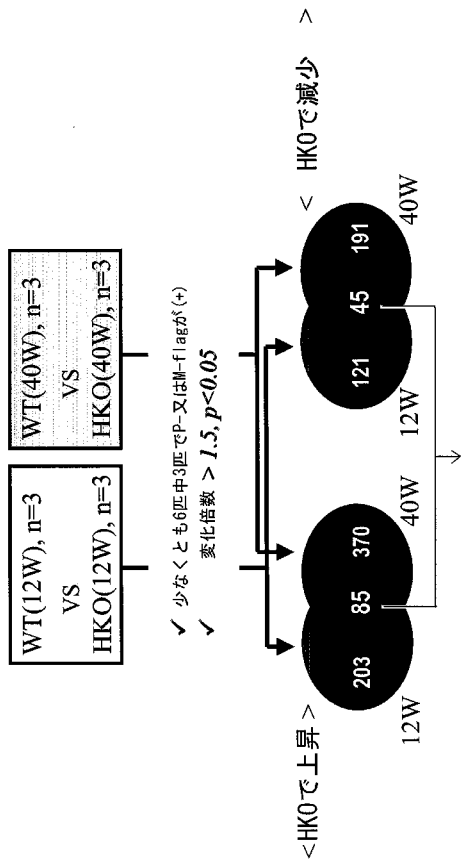 WT(12W), n=3
VS
HKO(12W), n=3
WT(40W), n=3
VS
HKO(40W), n=3
✓ 少なくとも6匹中3匹でP-又はM-flagが(+)
✓ 変化倍数 > 1.5, p<0.05
<HKOで上昇>
203
85
370
12W
40W
< HKOで減少 >
121
45
191
12W
40W